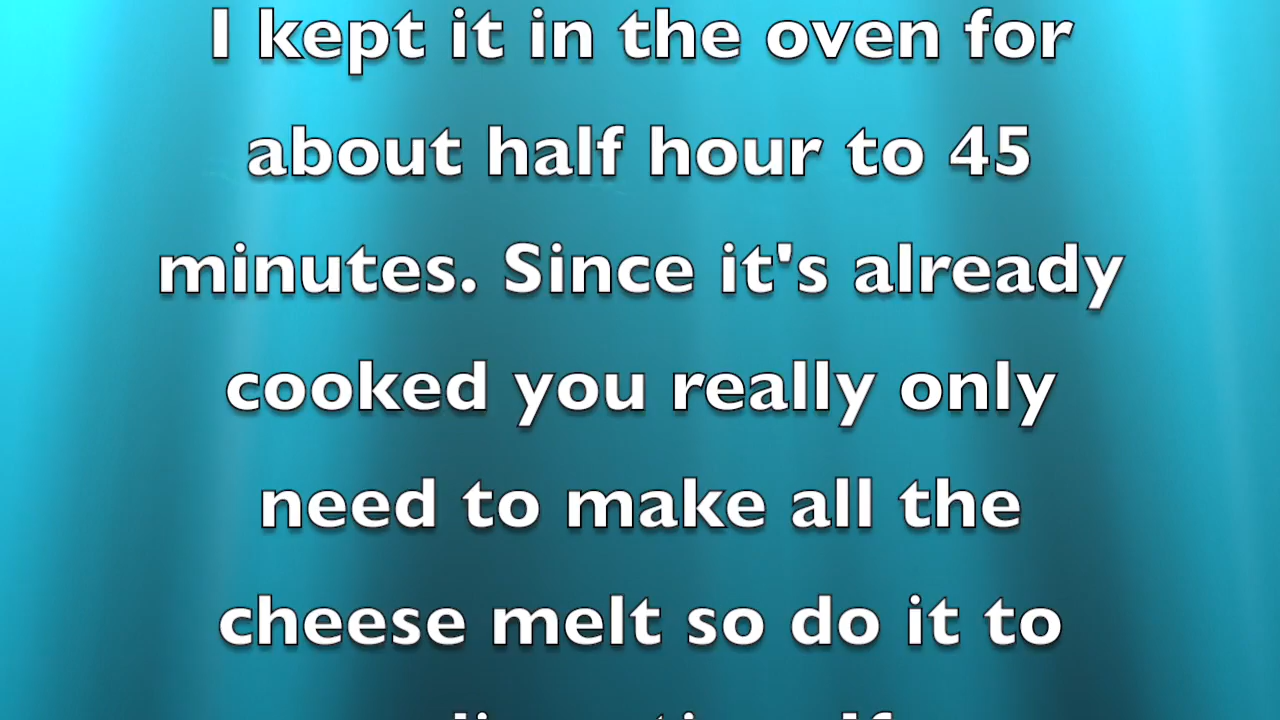 I kept it in the oven for
about half hour to 45
minutes. Since it's already
cooked you really only
need to make all the
cheese melt so do it to